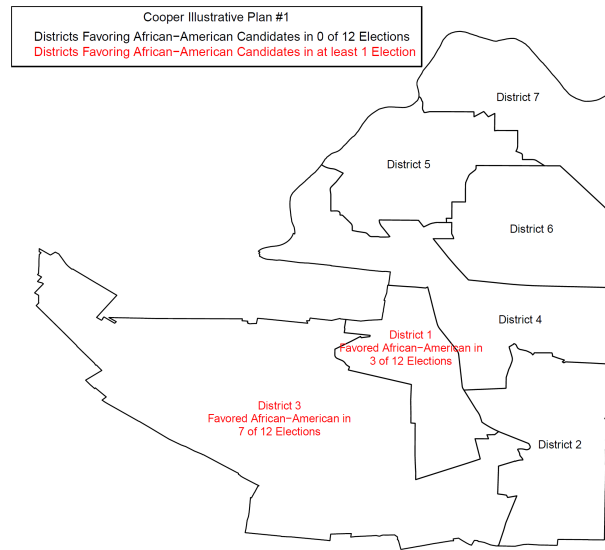 Cooper Illustrative Plan #1
Districts Favoring African−American Candidates in 0 of 12 Elections
Districts Favoring African−American Candidates in at least 1 Election
District 7
District 5
District 6
District 4
District 1
Favored African−American in
3 of 12 Elections
District 3
Favored African−American in
7 of 12 Elections
District 2